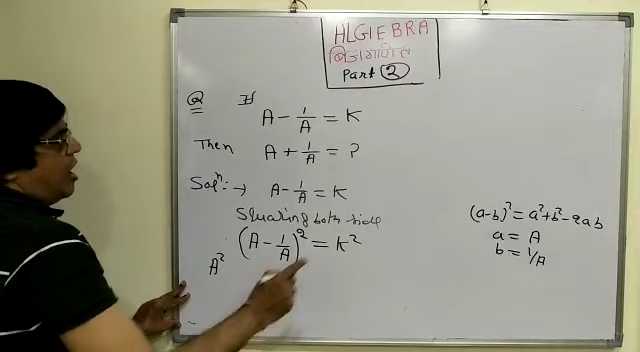 ALGEBRA
बिजगणित
Part 2
Q If
A - 1/A = K
Then A + 1/A = ?
Solⁿ:→ A - 1/A = K
Squaring both side
(A - 1/A)² = K²
A²
(a-b)² = a²+b²-2ab
a = A
b = 1/A